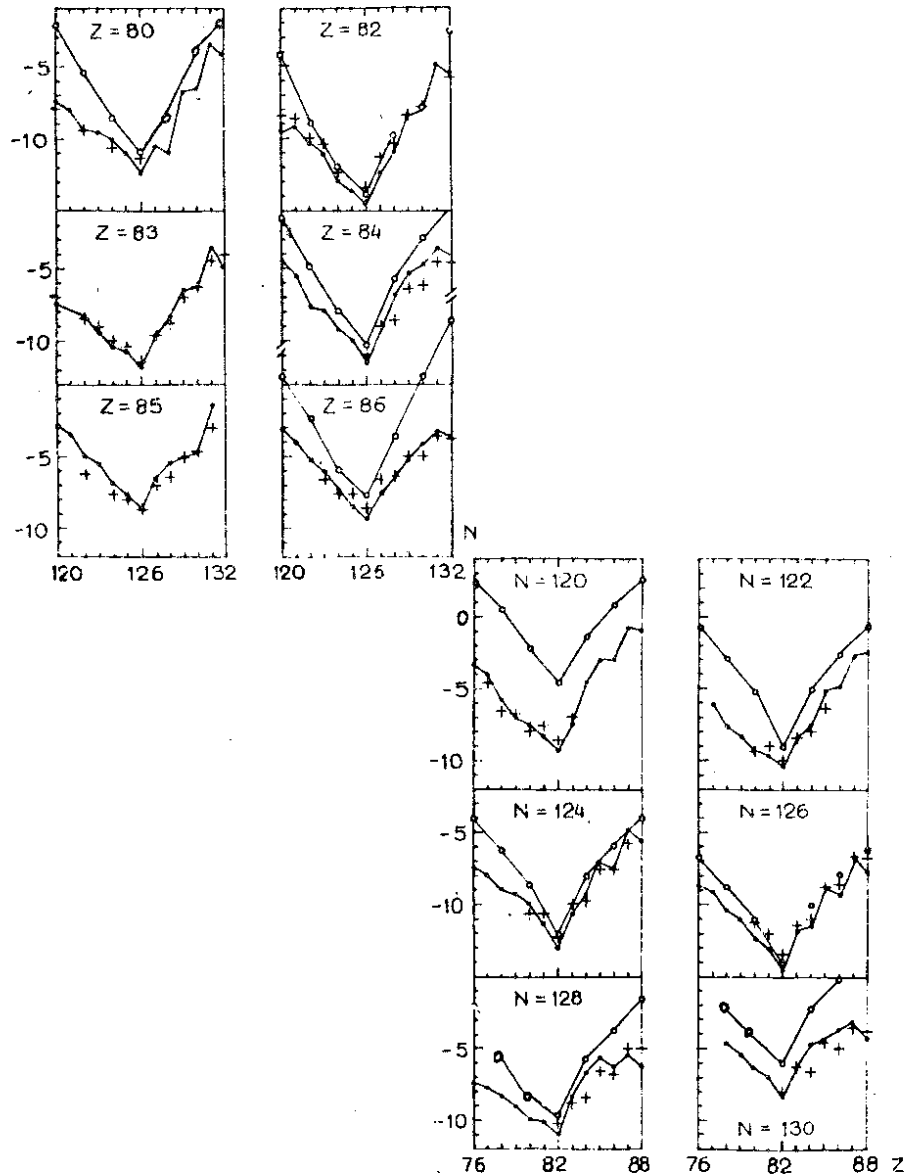 Z = 80
Z = 82
-5
-10
Z = 83
Z = 84
-5
-10
Z = 85
Z = 86
-5
-10
N
120
126
132
120
126
132
N = 120
N = 122
0
-5
-10
N = 124
N = 126
-5
-10
N = 128
-5
-10
N = 130
76
82
88
76
82
88
Z